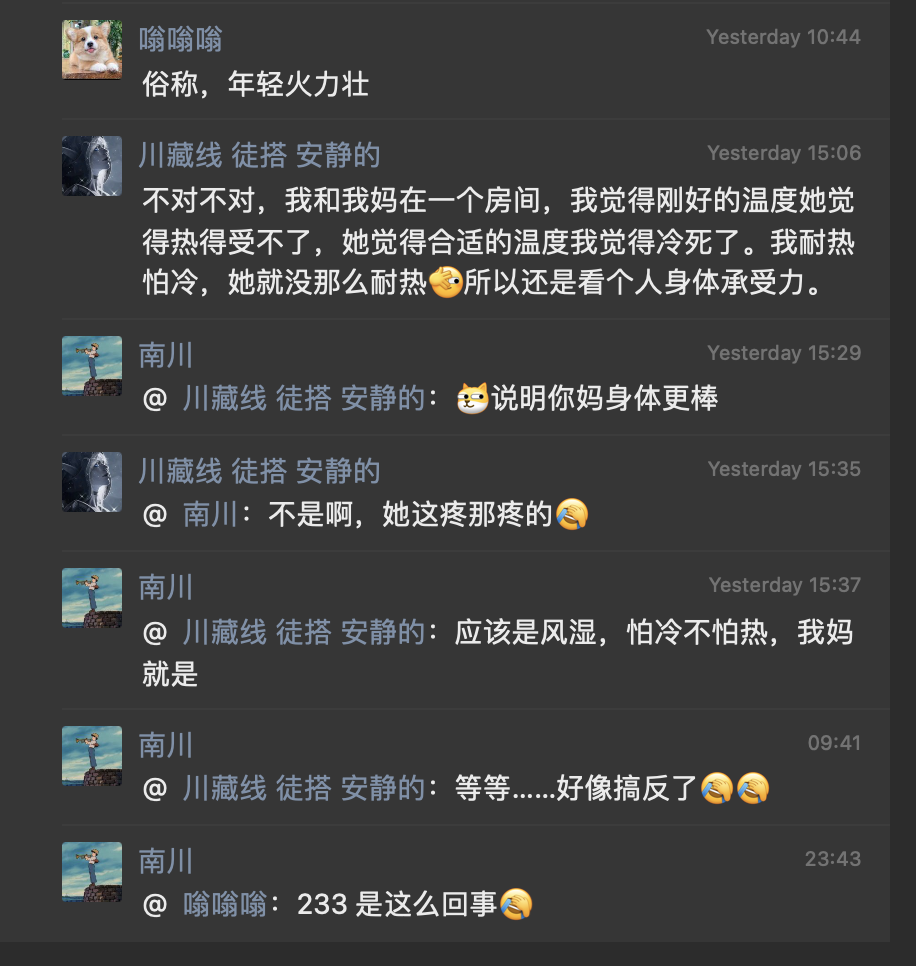 嗡嗡嗡 Yesterday 10:44
俗称，年轻火力壮
川藏线 徒搭 安静的 Yesterday 15:06
不对不对，我和我妈在一个房间，我觉得刚好的温度她觉
得热得受不了，她觉得合适的温度我觉得冷死了。我耐热
怕冷，她就没那么耐热所以还是看个人身体承受力。
南川 Yesterday 15:29
@ 川藏线 徒搭 安静的：说明你妈身体更棒
川藏线 徒搭 安静的 Yesterday 15:35
@ 南川：不是啊，她这疼那疼的
南川 Yesterday 15:37
@ 川藏线 徒搭 安静的：应该是风湿，怕冷不怕热，我妈
就是
南川 09:41
@ 川藏线 徒搭 安静的：等等……好像搞反了
南川 23:43
@ 嗡嗡嗡：233 是这么回事